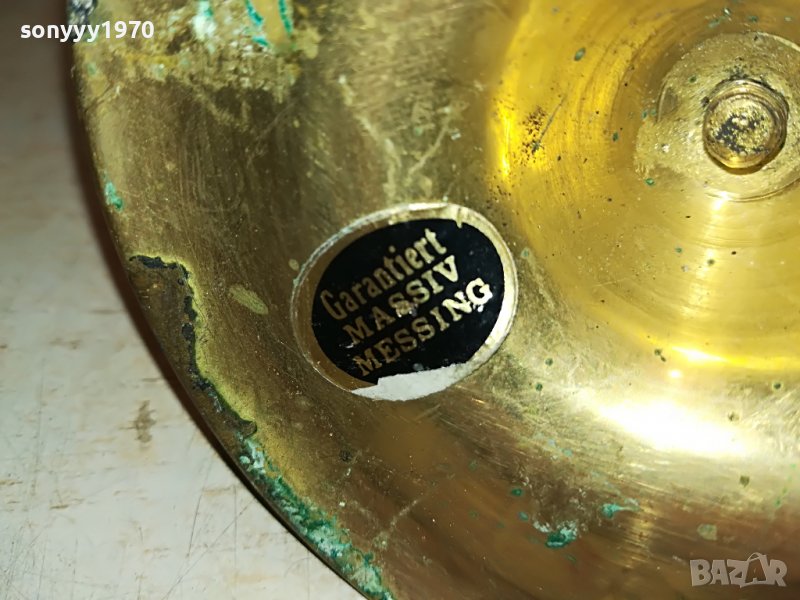 sonyyy1970
Garantiert
MASSIV
MESSING
BAZAR